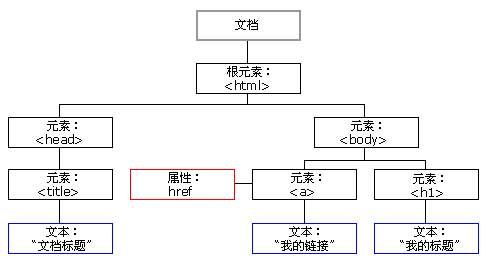 文档
根元素：
<html>
元素：
<head>
元素：
<body>
元素：
<title>
属性：
href
元素：
<a>
元素：
<h1>
文本：
“文档标题”
文本：
“我的链接”
文本：
“我的标题”